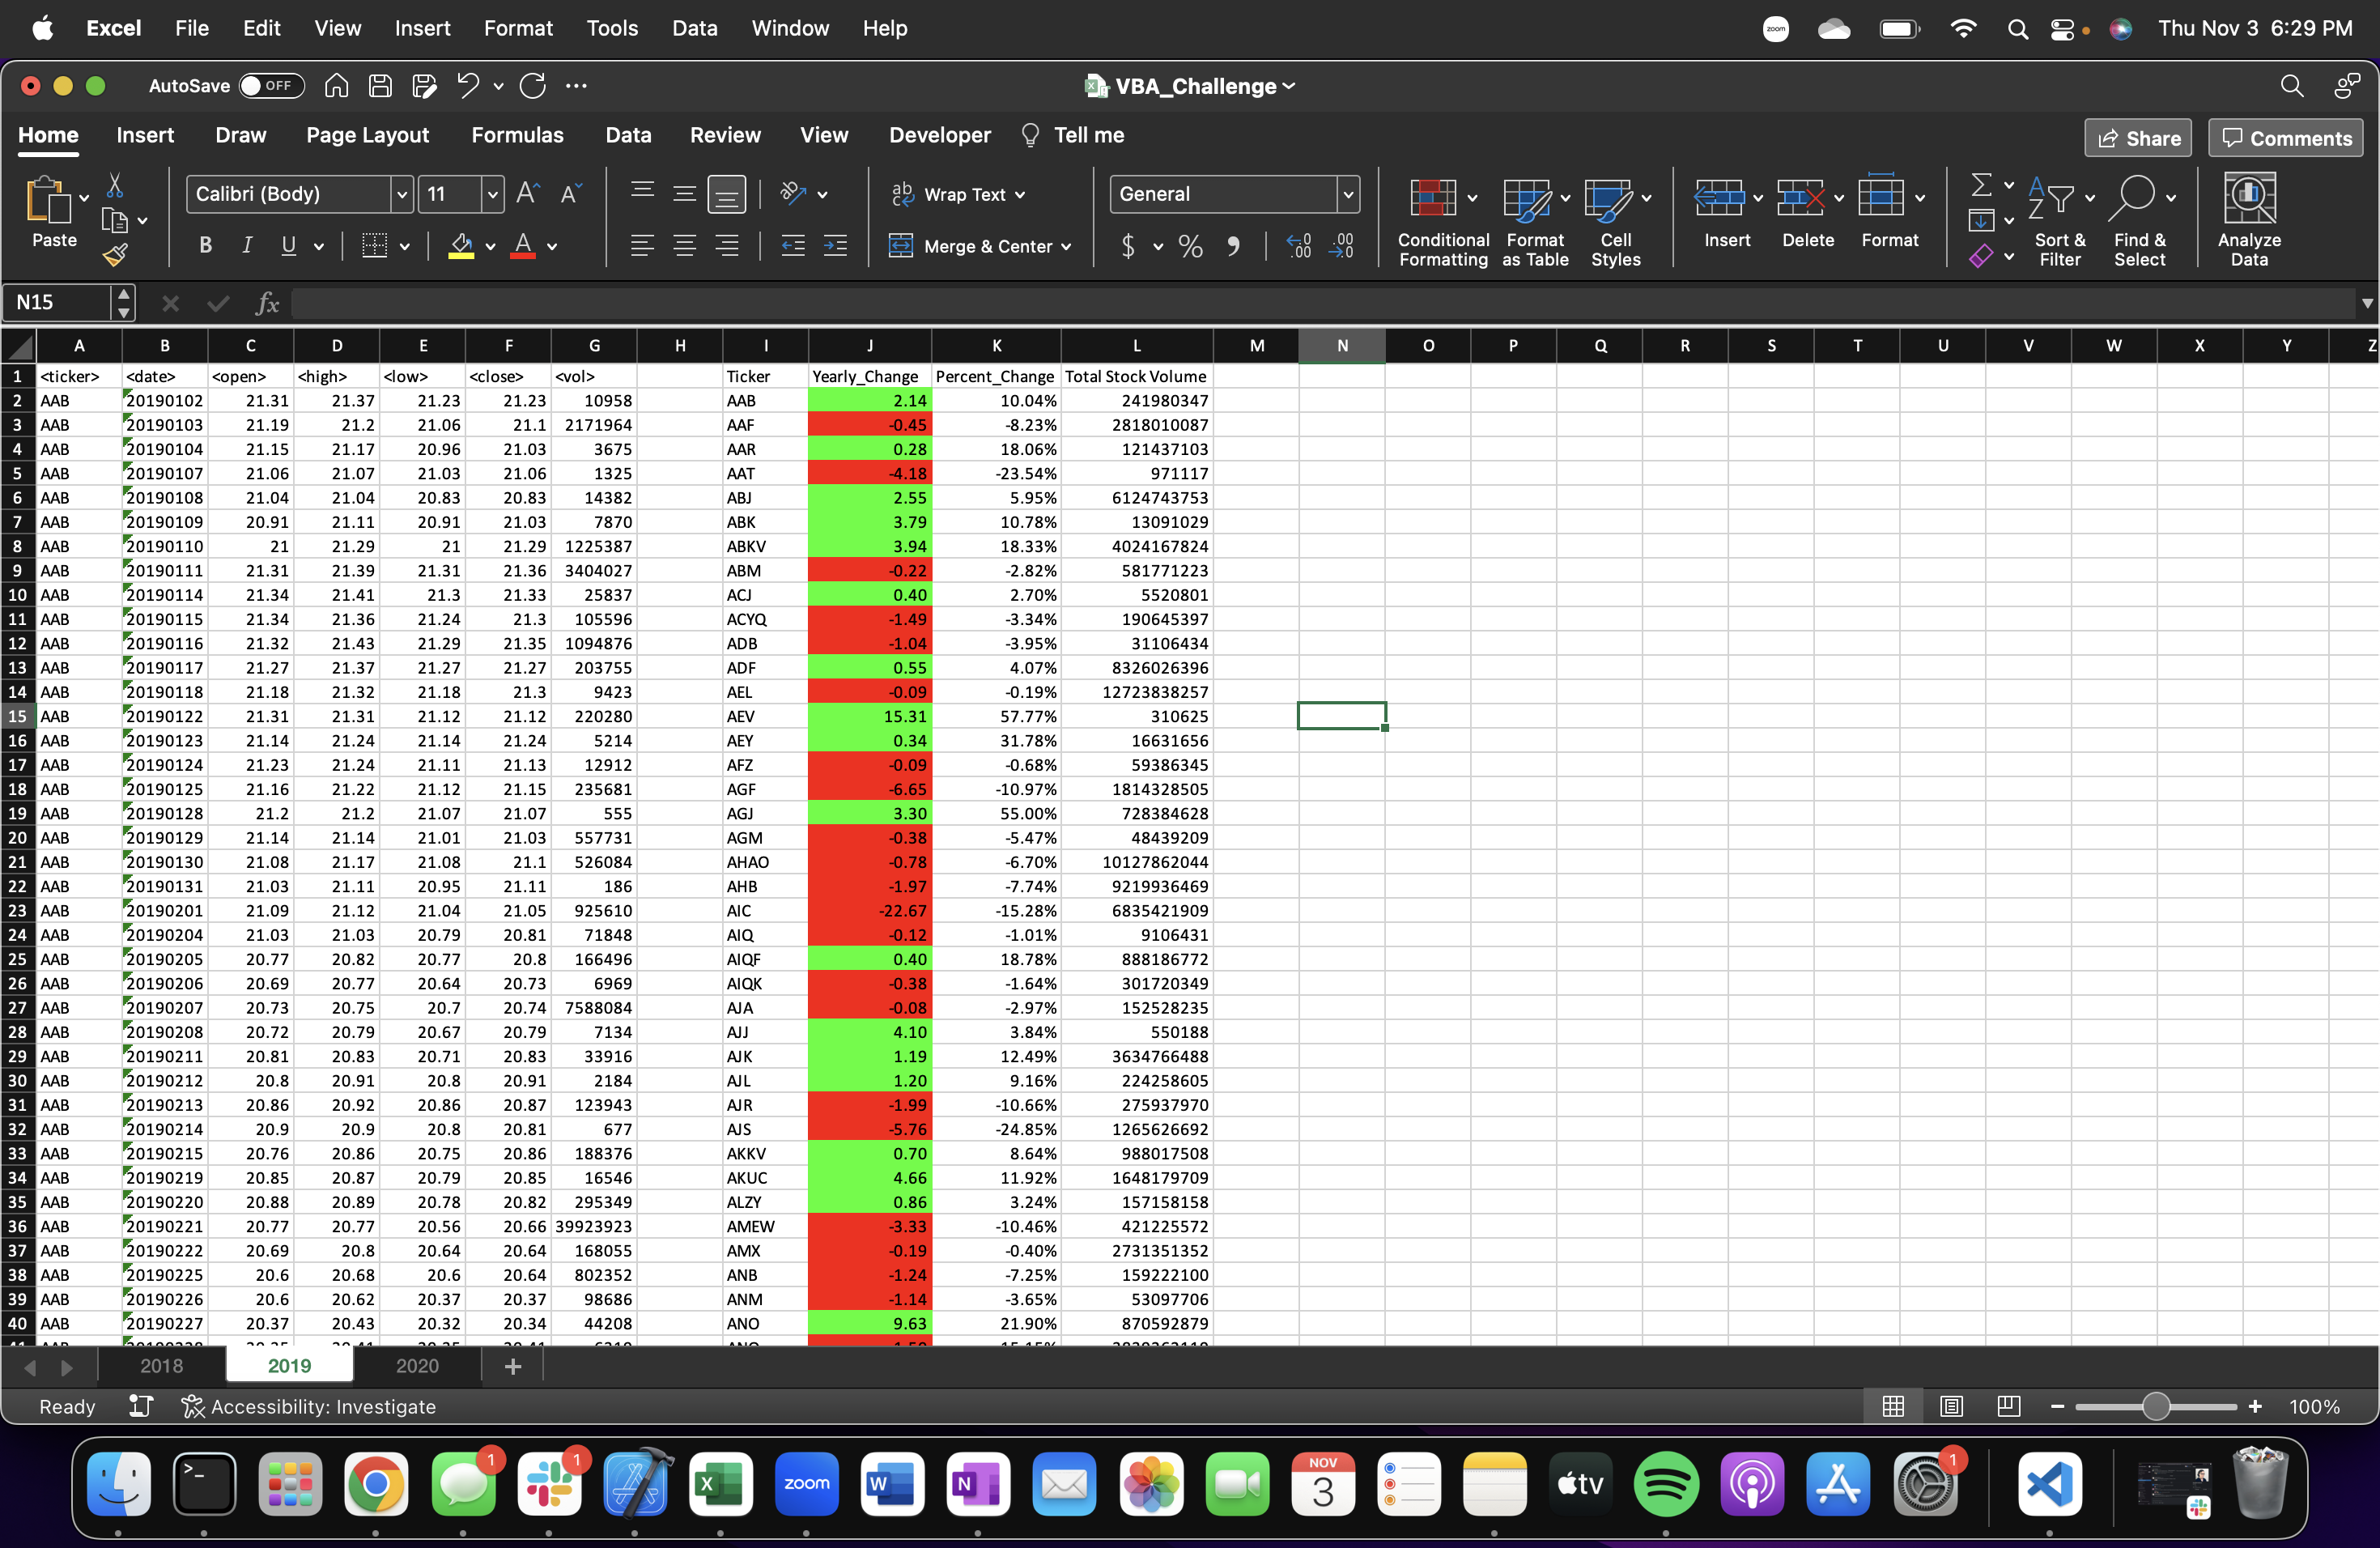 Excel File Edit View Insert Format Tools Data Window Help zoom Thu Nov 3 6:29 PM
AutoSave OFF VBA_Challenge
Home Insert Draw Page Layout Formulas Data Review View Developer Tell me Share Comments
Paste Calibri (Body) 11 Wrap Text General
B I U Merge & Center $ % Conditional Formatting Format as Table Cell Styles Insert Delete Format Sort & Filter Find & Select Analyze Data
N15 fx
A B C D E F G H I J K L M N O P Q R S T U V W X Y Z
1 <ticker> <date> <open> <high> <low> <close> <vol> Ticker Yearly_Change Percent_Change Total Stock Volume
2 AAB 20190102 21.31 21.37 21.23 21.23 10958 AAB 2.14 10.04% 241980347
3 AAB 20190103 21.19 21.2 21.06 21.1 2171964 AAF -0.45 -8.23% 2818010087
4 AAB 20190104 21.15 21.17 20.96 21.03 3675 AAR 0.28 18.06% 121437103
5 AAB 20190107 21.06 21.07 21.03 21.06 1325 AAT -4.18 -23.54% 971117
6 AAB 20190108 21.04 21.04 20.83 20.83 14382 ABJ 2.55 5.95% 6124743753
7 AAB 20190109 20.91 21.11 20.91 21.03 7870 ABK 3.79 10.78% 13091029
8 AAB 20190110 21 21.29 21 21.29 1225387 ABKV 3.94 18.33% 4024167824
9 AAB 20190111 21.31 21.39 21.31 21.36 3404027 ABM -0.22 -2.82% 581771223
10 AAB 20190114 21.34 21.41 21.3 21.33 25837 ACJ 0.40 2.70% 5520801
11 AAB 20190115 21.34 21.36 21.24 21.3 105596 ACYQ -1.49 -3.34% 190645397
12 AAB 20190116 21.32 21.43 21.29 21.35 1094876 ADB -1.04 -3.95% 31106434
13 AAB 20190117 21.27 21.37 21.27 21.27 203755 ADF 0.55 4.07% 8326026396
14 AAB 20190118 21.18 21.32 21.18 21.3 9423 AEL -0.09 -0.19% 12723838257
15 AAB 20190122 21.31 21.31 21.12 21.12 220280 AEV 15.31 57.77% 310625
16 AAB 20190123 21.14 21.24 21.14 21.24 5214 AEY 0.34 31.78% 16631656
17 AAB 20190124 21.23 21.24 21.11 21.13 12912 AFZ -0.09 -0.68% 59386345
18 AAB 20190125 21.16 21.22 21.12 21.15 235681 AGF -6.65 -10.97% 1814328505
19 AAB 20190128 21.2 21.2 21.07 21.07 555 AGJ 3.30 55.00% 728384628
20 AAB 20190129 21.14 21.14 21.01 21.03 557731 AGM -0.38 -5.47% 48439209
21 AAB 20190130 21.08 21.17 21.08 21.1 526084 AHAO -0.78 -6.70% 10127862044
22 AAB 20190131 21.03 21.11 20.95 21.11 186 AHB -1.97 -7.74% 9219936469
23 AAB 20190201 21.09 21.12 21.04 21.05 925610 AIC -22.67 -15.28% 6835421909
24 AAB 20190204 21.03 21.03 20.79 20.81 71848 AIQ -0.12 -1.01% 9106431
25 AAB 20190205 20.77 20.82 20.77 20.8 166496 AIQF 0.40 18.78% 888186772
26 AAB 20190206 20.69 20.77 20.64 20.73 6969 AIQK -0.38 -1.64% 301720349
27 AAB 20190207 20.73 20.75 20.7 20.74 7588084 AJA -0.08 -2.97% 152528235
28 AAB 20190208 20.72 20.79 20.67 20.79 7134 AJJ 4.10 3.84% 550188
29 AAB 20190211 20.81 20.83 20.71 20.83 33916 AJK 1.19 12.49% 3634766488
30 AAB 20190212 20.8 20.91 20.8 20.91 2184 AJL 1.20 9.16% 224258605
31 AAB 20190213 20.86 20.92 20.86 20.87 123943 AJR -1.99 -10.66% 275937970
32 AAB 20190214 20.9 20.9 20.8 20.81 677 AJS -5.76 -24.85% 1265626692
33 AAB 20190215 20.76 20.86 20.75 20.86 188376 AKKV 0.70 8.64% 988017508
34 AAB 20190219 20.85 20.87 20.79 20.85 16546 AKUC 4.66 11.92% 1648179709
35 AAB 20190220 20.88 20.89 20.78 20.82 295349 ALZY 0.86 3.24% 157158158
36 AAB 20190221 20.77 20.77 20.56 20.66 39923923 AMEW -3.33 -10.46% 421225572
37 AAB 20190222 20.69 20.8 20.64 20.64 168055 AMX -0.19 -0.40% 2731351352
38 AAB 20190225 20.6 20.68 20.6 20.64 802352 ANB -1.24 -7.25% 159222100
39 AAB 20190226 20.6 20.62 20.37 20.37 98686 ANM -1.14 -3.65% 53097706
40 AAB 20190227 20.37 20.43 20.32 20.34 44208 ANO 9.63 21.90% 870592879
2018 2019 2020 +
Ready Accessibility: Investigate 100%
1 1 zoom NOV 3 tv 1